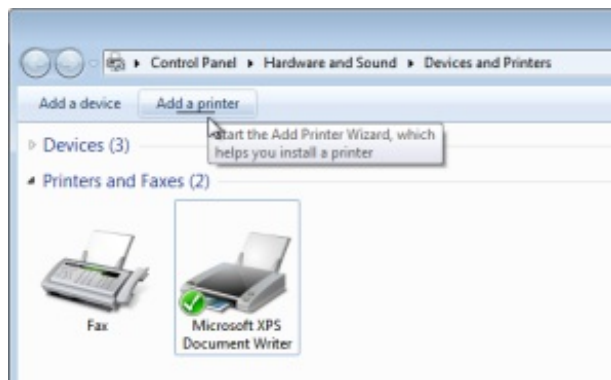 Control Panel ▸ Hardware and Sound ▸ Devices and Printers
Add a device Add a printer
Start the Add Printer Wizard, which
helps you install a printer
Devices (3)
Printers and Faxes (2)
Fax
Microsoft XPS
Document Writer